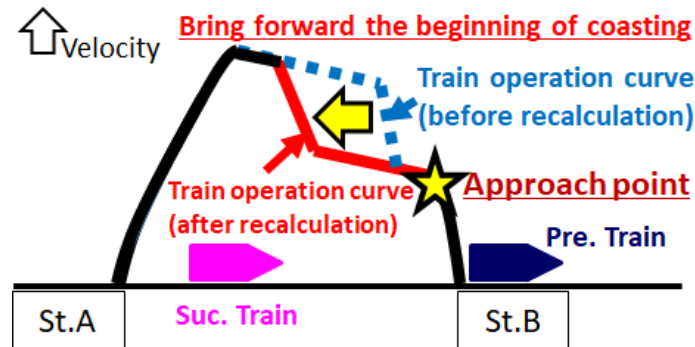 Bring forward the beginning of coasting
Velocity
Train operation curve
(before recalculation)
Train operation curve
(after recalculation)
Approach point
Pre. Train
Suc. Train
St.A
St.B